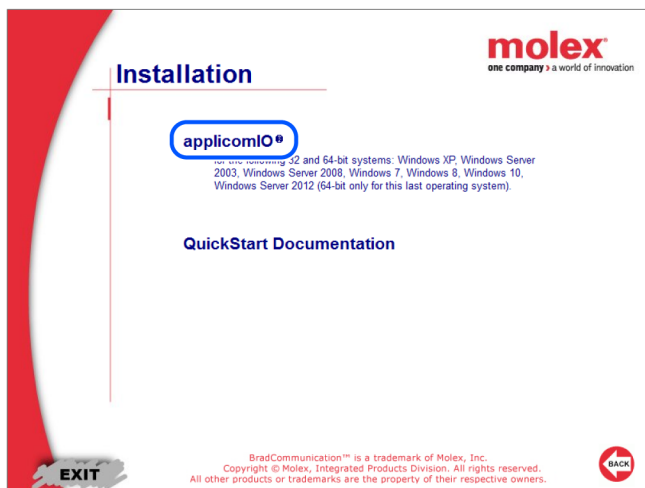 molex®
one company > a world of innovation
Installation
applicomIO®
for the following 32 and 64-bit systems: Windows XP, Windows Server
2003, Windows Server 2008, Windows 7, Windows 8, Windows 10,
Windows Server 2012 (64-bit only for this last operating system).
QuickStart Documentation
BradCommunication™ is a trademark of Molex, Inc.
Copyright © Molex, Integrated Products Division. All rights reserved.
All other products or trademarks are the property of their respective owners.
EXIT
BACK